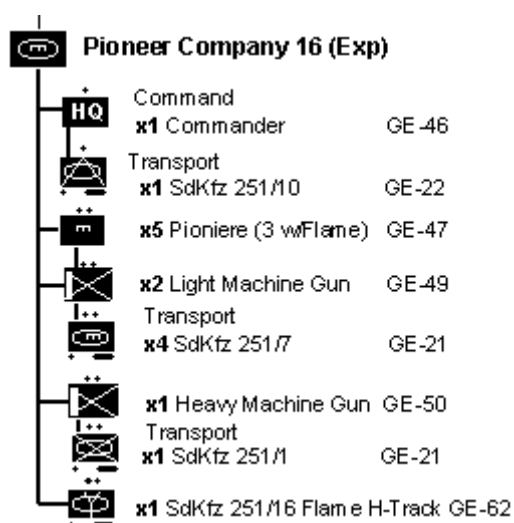 Pioneer Company 16 (Exp)
Command
HQ x1 Commander GE-46
Transport
x1 SdKfz 251/10 GE-22
x5 Pioniere (3 w/Flame) GE-47
x2 Light Machine Gun GE-49
Transport
x4 SdKfz 251/7 GE-21
x1 Heavy Machine Gun GE-50
Transport
x1 SdKfz 251/1 GE-21
x1 SdKfz 251/16 Flame H-Track GE-62